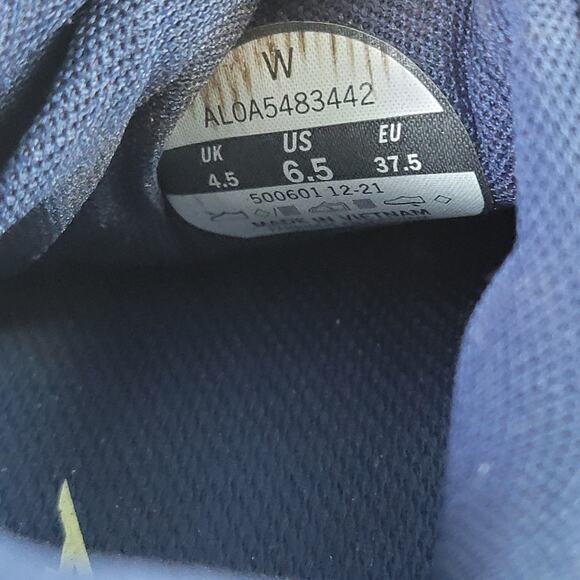 W
AL0A5483442
UK US EU
4.5 6.5 37.5
500601 12-21
MADE IN VIETNAM